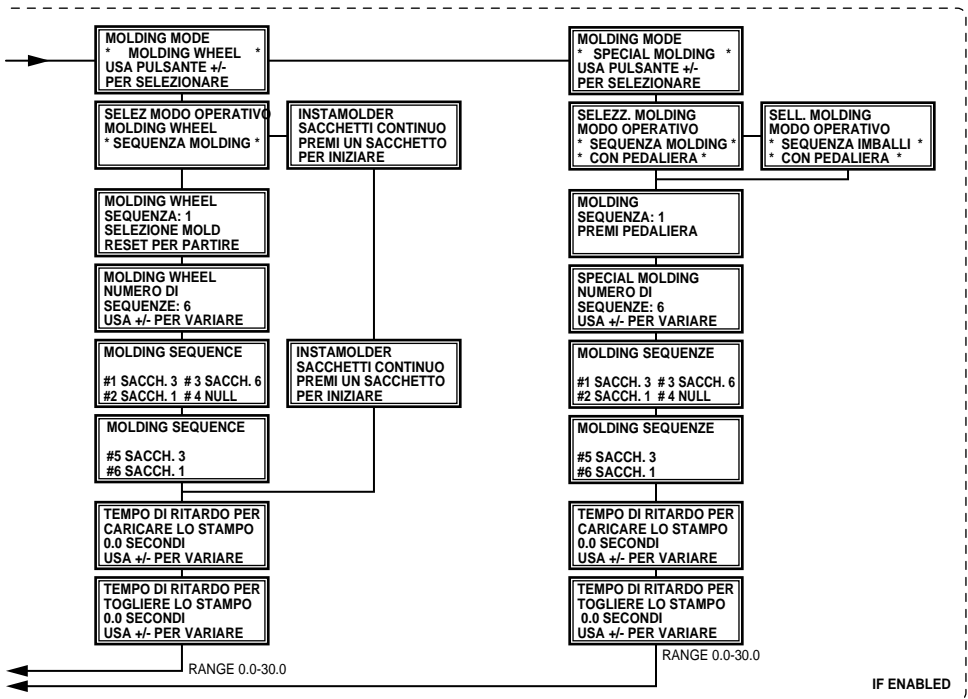 MOLDING MODE
* MOLDING WHEEL *
USA PULSANTE +/-
PER SELEZIONARE
SELEZ MODO OPERATIVO
MOLDING WHEEL
* SEQUENZA MOLDING *
INSTAMOLDER
SACCHETTI CONTINUO
PREMI UN SACCHETTO
PER INIZIARE
MOLDING WHEEL
SEQUENZA: 1
SELEZIONE MOLD
RESET PER PARTIRE
MOLDING WHEEL
NUMERO DI
SEQUENZE: 6
USA +/- PER VARIARE
MOLDING SEQUENCE
#1 SACCH. 3 # 3 SACCH. 6
#2 SACCH. 1 # 4 NULL
INSTAMOLDER
SACCHETTI CONTINUO
PREMI UN SACCHETTO
PER INIZIARE
MOLDING SEQUENCE
#5 SACCH. 3
#6 SACCH. 1
TEMPO DI RITARDO PER
CARICARE LO STAMPO
0.0 SECONDI
USA +/- PER VARIARE
TEMPO DI RITARDO PER
TOGLIERE LO STAMPO
0.0 SECONDI
USA +/- PER VARIARE
RANGE 0.0-30.0
MOLDING MODE
* SPECIAL MOLDING *
USA PULSANTE +/-
PER SELEZIONARE
SELEZZ. MOLDING
MODO OPERATIVO
* SEQUENZA MOLDING *
* CON PEDALIERA *
SELL. MOLDING
MODO OPERATIVO
* SEQUENZA IMBALLI *
* CON PEDALIERA *
MOLDING
SEQUENZA: 1
PREMI PEDALIERA
SPECIAL MOLDING
NUMERO DI
SEQUENZE: 6
USA +/- PER VARIARE
MOLDING SEQUENZE
#1 SACCH. 3 # 3 SACCH. 6
#2 SACCH. 1 # 4 NULL
MOLDING SEQUENZE
#5 SACCH. 3
#6 SACCH. 1
TEMPO DI RITARDO PER
CARICARE LO STAMPO
0.0 SECONDI
USA +/- PER VARIARE
TEMPO DI RITARDO PER
TOGLIERE LO STAMPO
0.0 SECONDI
USA +/- PER VARIARE
RANGE 0.0-30.0
IF ENABLED